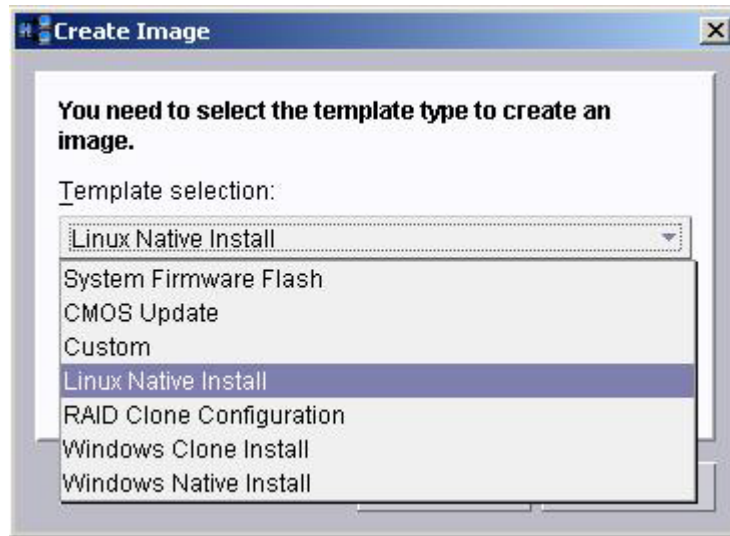 Create Image
You need to select the template type to create an
image.
Template selection:
Linux Native Install
System Firmware Flash
CMOS Update
Custom
Linux Native Install
RAID Clone Configuration
Windows Clone Install
Windows Native Install